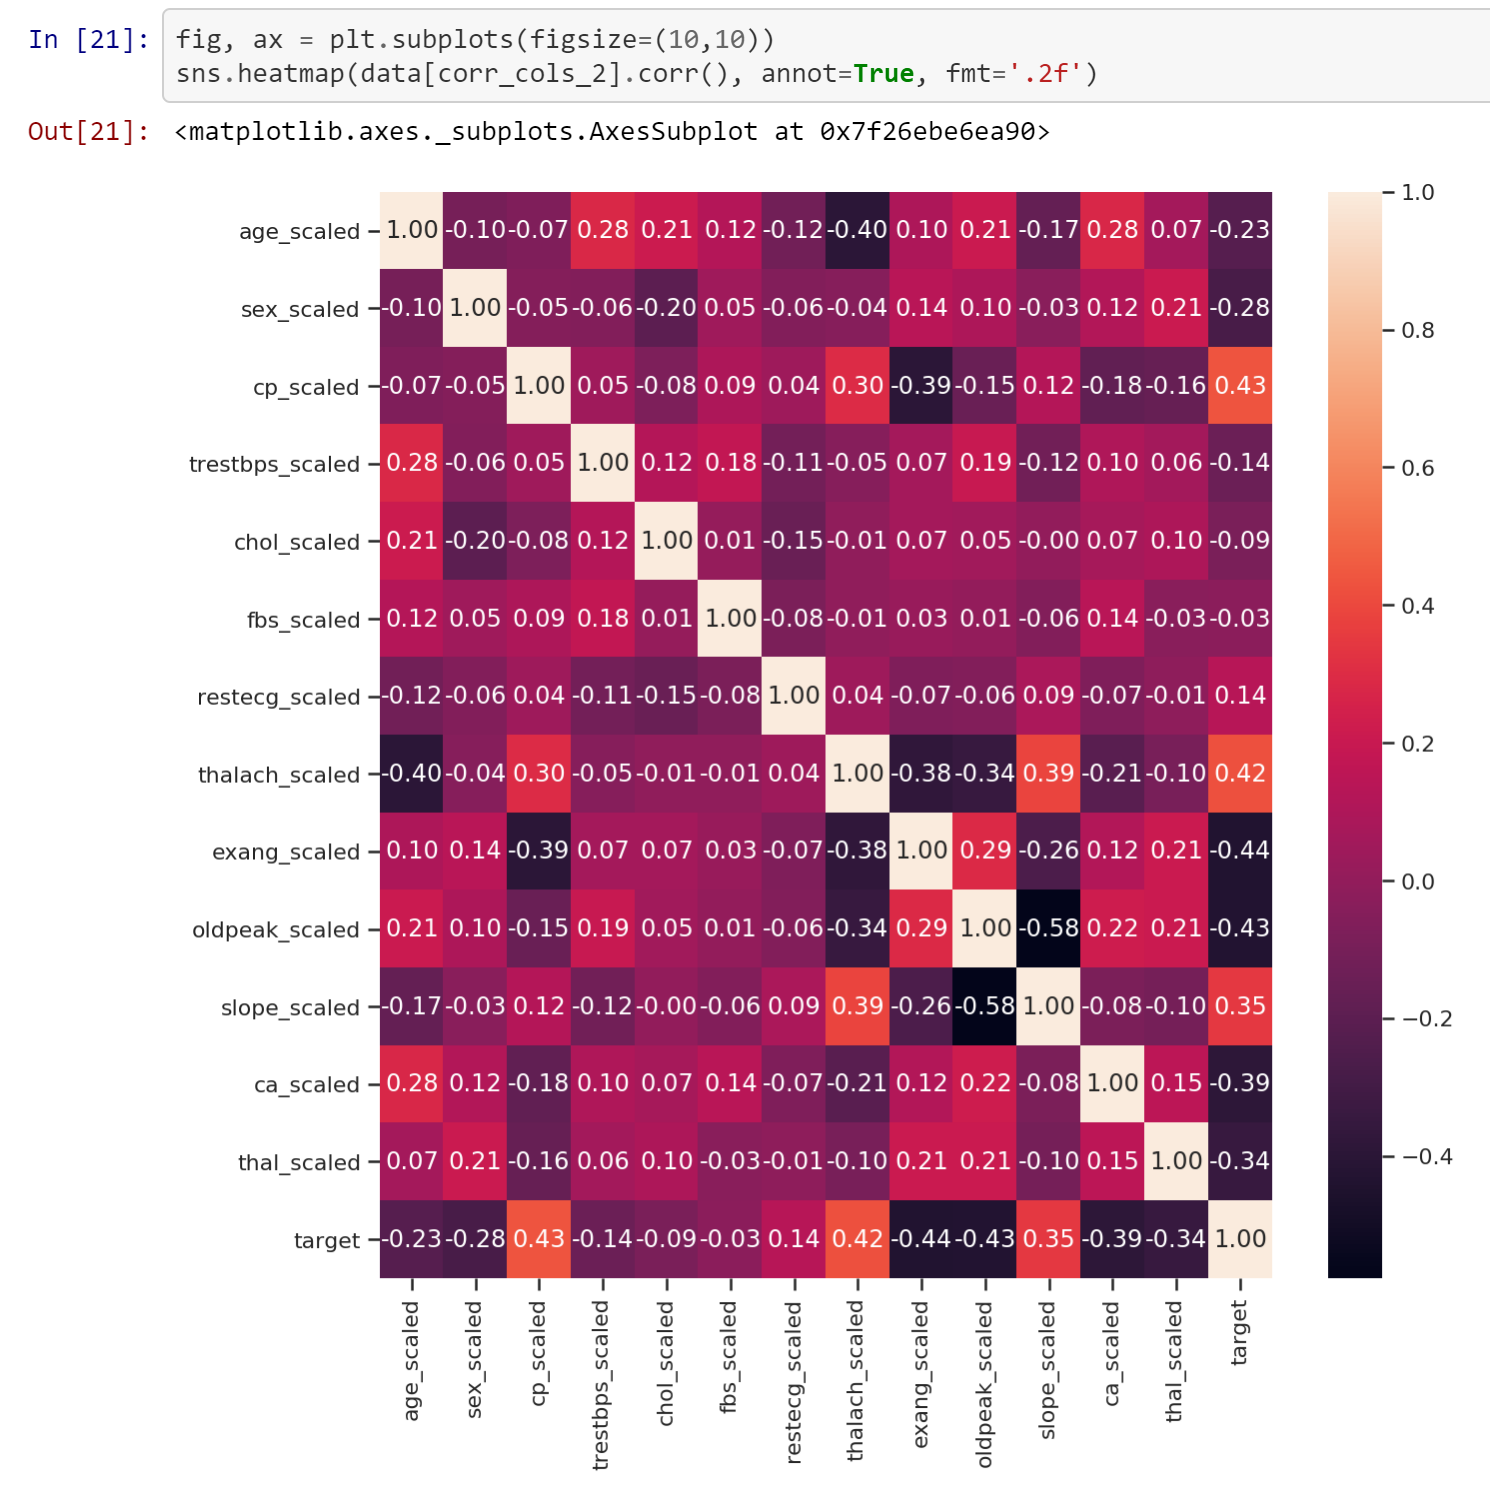 In [21]: fig, ax = plt.subplots(figsize=(10,10))
sns.heatmap(data[corr_cols_2].corr(), annot=True, fmt='.2f')
Out[21]: <matplotlib.axes._subplots.AxesSubplot at 0x7f26ebe6ea90>
age_scaled 1.00 -0.10 -0.07 0.28 0.21 0.12 -0.12 -0.40 0.10 0.21 -0.17 0.28 0.07 -0.23
sex_scaled -0.10 1.00 -0.05 -0.06 -0.20 0.05 -0.06 -0.04 0.14 0.10 -0.03 0.12 0.21 -0.28
cp_scaled -0.07 -0.05 1.00 0.05 -0.08 0.09 0.04 0.30 -0.39 -0.15 0.12 -0.18 -0.16 0.43
trestbps_scaled 0.28 -0.06 0.05 1.00 0.12 0.18 -0.11 -0.05 0.07 0.19 -0.12 0.10 0.06 -0.14
chol_scaled 0.21 -0.20 -0.08 0.12 1.00 0.01 -0.15 -0.01 0.07 0.05 -0.00 0.07 0.10 -0.09
fbs_scaled 0.12 0.05 0.09 0.18 0.01 1.00 -0.08 -0.01 0.03 0.01 -0.06 0.14 -0.03 -0.03
restecg_scaled -0.12 -0.06 0.04 -0.11 -0.15 -0.08 1.00 0.04 -0.07 -0.06 0.09 -0.07 -0.01 0.14
thalach_scaled -0.40 -0.04 0.30 -0.05 -0.01 -0.01 0.04 1.00 -0.38 -0.34 0.39 -0.21 -0.10 0.42
exang_scaled 0.10 0.14 -0.39 0.07 0.07 0.03 -0.07 -0.38 1.00 0.29 -0.26 0.12 0.21 -0.44
oldpeak_scaled 0.21 0.10 -0.15 0.19 0.05 0.01 -0.06 -0.34 0.29 1.00 -0.58 0.22 0.21 -0.43
slope_scaled -0.17 -0.03 0.12 -0.12 -0.00 -0.06 0.09 0.39 -0.26 -0.58 1.00 -0.08 -0.10 0.35
ca_scaled 0.28 0.12 -0.18 0.10 0.07 0.14 -0.07 -0.21 0.12 0.22 -0.08 1.00 0.15 -0.39
thal_scaled 0.07 0.21 -0.16 0.06 0.10 -0.03 -0.01 -0.10 0.21 0.21 -0.10 0.15 1.00 -0.34
target -0.23 -0.28 0.43 -0.14 -0.09 -0.03 0.14 0.42 -0.44 -0.43 0.35 -0.39 -0.34 1.00
age_scaled
sex_scaled
cp_scaled
trestbps_scaled
chol_scaled
fbs_scaled
restecg_scaled
thalach_scaled
exang_scaled
oldpeak_scaled
slope_scaled
ca_scaled
thal_scaled
target
1.0
0.8
0.6
0.4
0.2
0.0
−0.2
−0.4